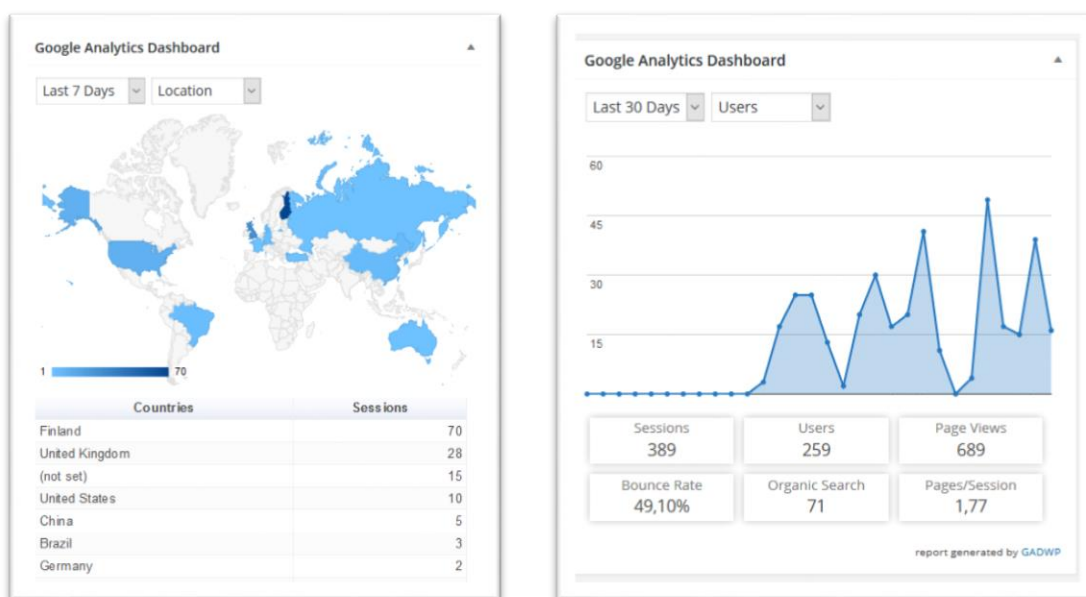 Google Analytics Dashboard
Last 7 Days Location
1 70
Countries Sessions
Finland 70
United Kingdom 28
(not set) 15
United States 10
China 5
Brazil 3
Germany 2
Google Analytics Dashboard
Last 30 Days Users
60
45
30
15
Sessions Users Page Views
389 259 689
Bounce Rate Organic Search Pages/Session
49,10% 71 1,77
report generated by GADWP